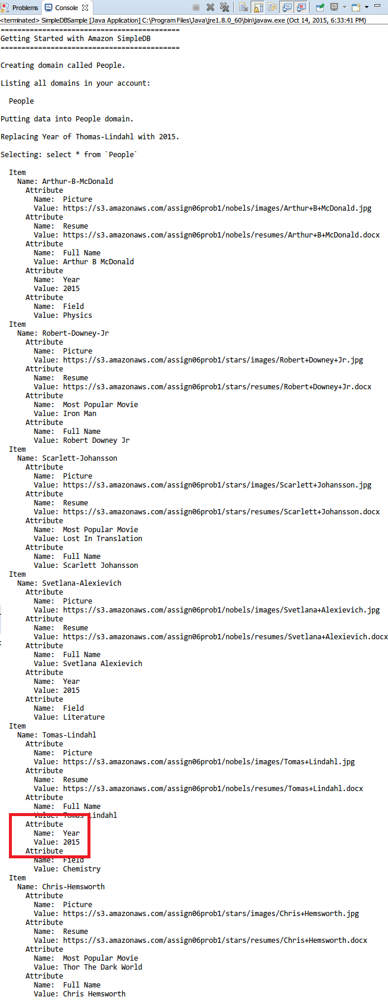 Problems Console
<terminated> SimpleDBSample [Java Application] C:\Program Files\Java\jre1.8.0_60\bin\javaw.exe (Oct 14, 2015, 6:33:41 PM)
===========================================
Getting Started with Amazon SimpleDB
===========================================
Creating domain called People.
Listing all domains in your account:
People
Putting data into People domain.
Replacing Year of Thomas-Lindahl with 2015.
Selecting: select * from `People`
Item
Name: Arthur-B-McDonald
Attribute
Name: Picture
Value: https://s3.amazonaws.com/assign06prob1/nobels/images/Arthur+B+McDonald.jpg
Attribute
Name: Resume
Value: https://s3.amazonaws.com/assign06prob1/nobels/resumes/Arthur+B+McDonald.docx
Attribute
Name: Full Name
Value: Arthur B McDonald
Attribute
Name: Year
Value: 2015
Attribute
Name: Field
Value: Physics
Item
Name: Robert-Downey-Jr
Attribute
Name: Picture
Value: https://s3.amazonaws.com/assign06prob1/stars/images/Robert+Downey+Jr.jpg
Attribute
Name: Resume
Value: https://s3.amazonaws.com/assign06prob1/stars/resumes/Robert+Downey+Jr.docx
Attribute
Name: Most Popular Movie
Value: Iron Man
Attribute
Name: Full Name
Value: Robert Downey Jr
Item
Name: Scarlett-Johansson
Attribute
Name: Picture
Value: https://s3.amazonaws.com/assign06prob1/stars/images/Scarlett+Johansson.jpg
Attribute
Name: Resume
Value: https://s3.amazonaws.com/assign06prob1/stars/resumes/Scarlett+Johansson.docx
Attribute
Name: Most Popular Movie
Value: Lost In Translation
Attribute
Name: Full Name
Value: Scarlett Johansson
Item
Name: Svetlana-Alexievich
Attribute
Name: Picture
Value: https://s3.amazonaws.com/assign06prob1/nobels/images/Svetlana+Alexievich.jpg
Attribute
Name: Resume
Value: https://s3.amazonaws.com/assign06prob1/nobels/resumes/Svetlana+Alexievich.docx
Attribute
Name: Full Name
Value: Svetlana Alexievich
Attribute
Name: Year
Value: 2015
Attribute
Name: Field
Value: Literature
Item
Name: Tomas-Lindahl
Attribute
Name: Picture
Value: https://s3.amazonaws.com/assign06prob1/nobels/images/Tomas+Lindahl.jpg
Attribute
Name: Resume
Value: https://s3.amazonaws.com/assign06prob1/nobels/resumes/Tomas+Lindahl.docx
Attribute
Name: Full Name
Value: Tomas Lindahl
Attribute
Name: Year
Value: 2015
Attribute
Name: Field
Value: Chemistry
Item
Name: Chris-Hemsworth
Attribute
Name: Picture
Value: https://s3.amazonaws.com/assign06prob1/stars/images/Chris+Hemsworth.jpg
Attribute
Name: Resume
Value: https://s3.amazonaws.com/assign06prob1/stars/resumes/Chris+Hemsworth.docx
Attribute
Name: Most Popular Movie
Value: Thor The Dark World
Attribute
Name: Full Name
Value: Chris Hemsworth